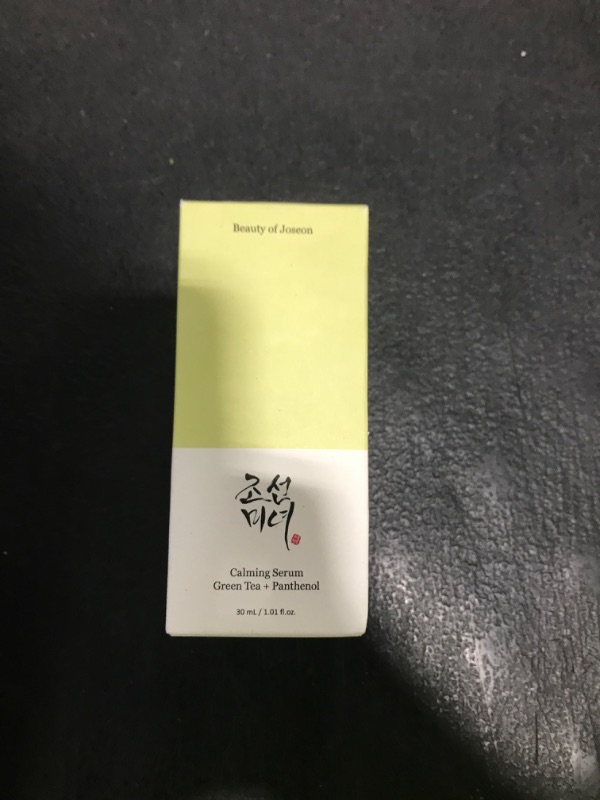 Beauty of Joseon
조선
미녀
Calming Serum
Green Tea + Panthenol
30 mL / 1.01 fl.oz.